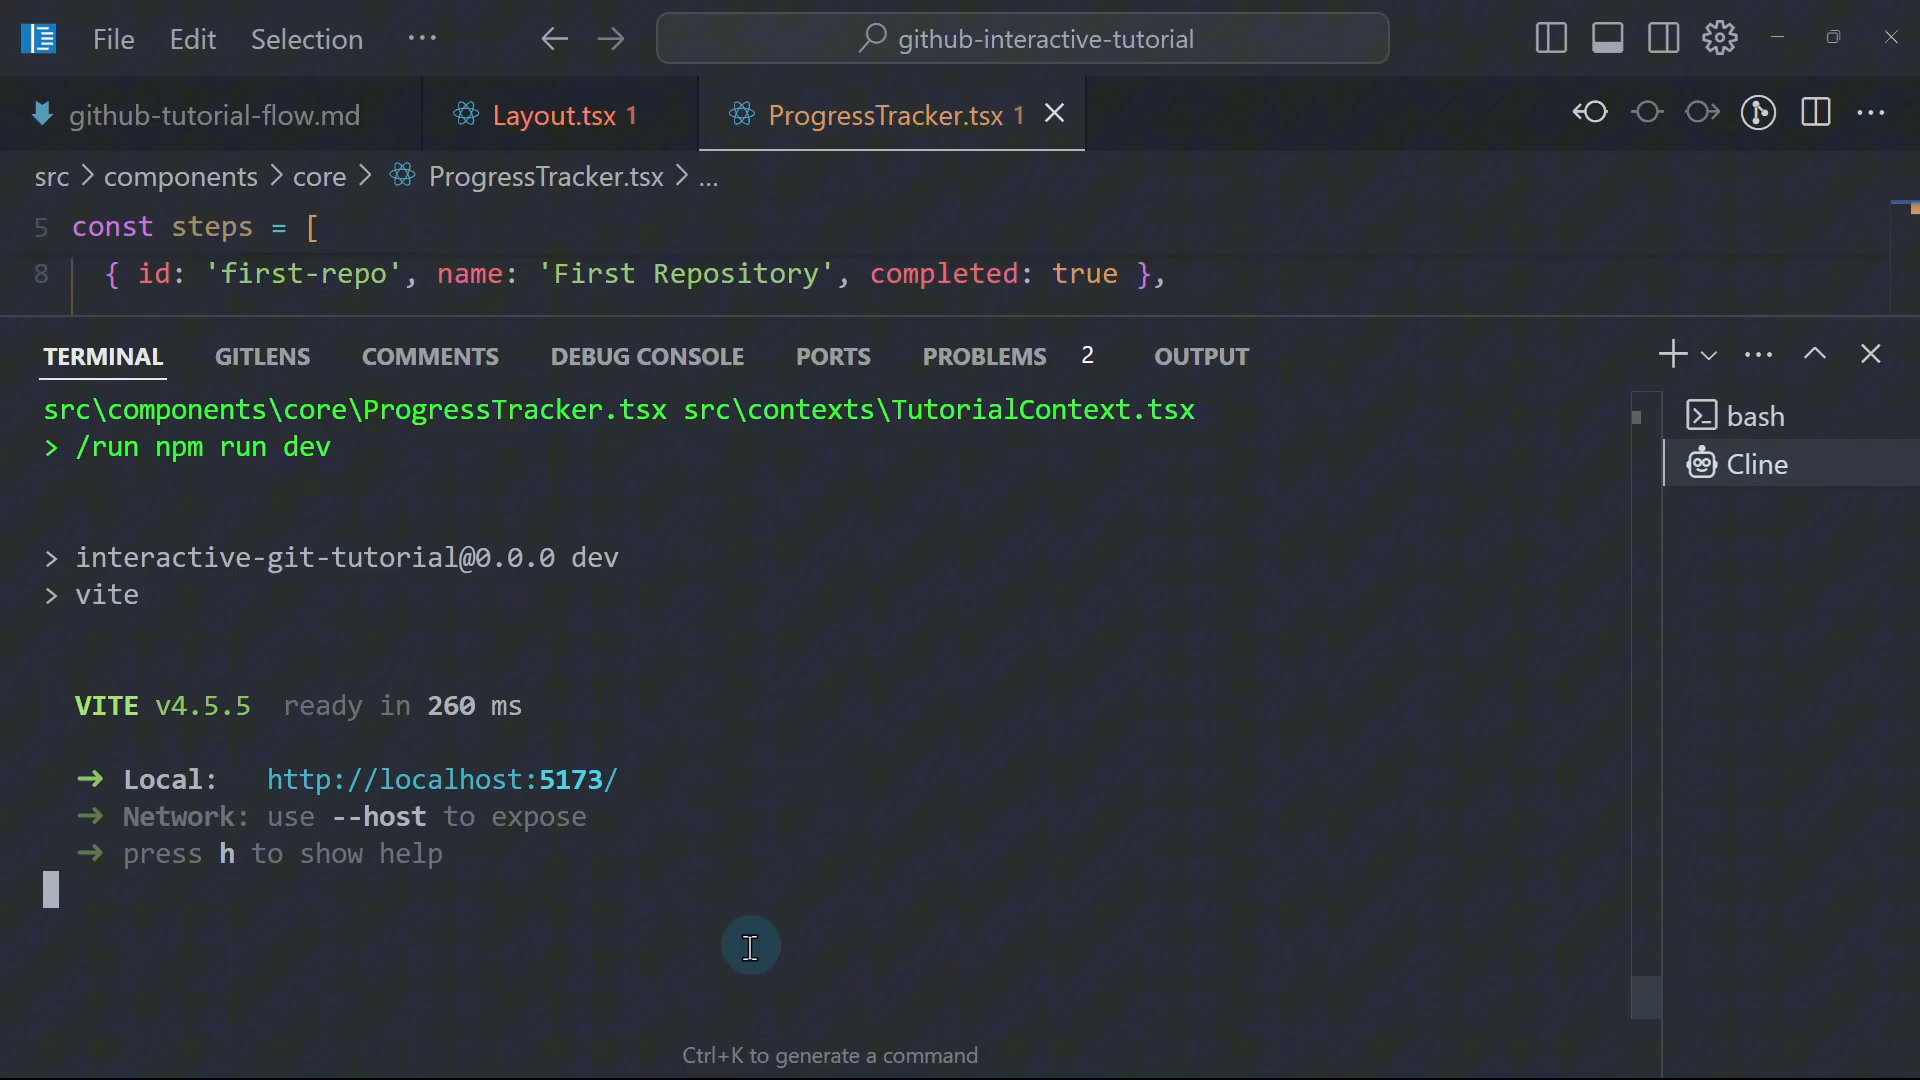 File Edit Selection ···
github-interactive-tutorial
github-tutorial-flow.md
Layout.tsx 1
ProgressTracker.tsx 1
src > components > core > ProgressTracker.tsx > ...
5 const steps = [
8 { id: 'first-repo', name: 'First Repository', completed: true },
TERMINAL GITLENS COMMENTS DEBUG CONSOLE PORTS PROBLEMS 2 OUTPUT
src\components\core\ProgressTracker.tsx src\contexts\TutorialContext.tsx
> /run npm run dev
> interactive-git-tutorial@0.0.0 dev
> vite
VITE v4.5.5 ready in 260 ms
➜ Local: http://localhost:5173/
➜ Network: use --host to expose
➜ press h to show help
bash
Cline
Ctrl+K to generate a command